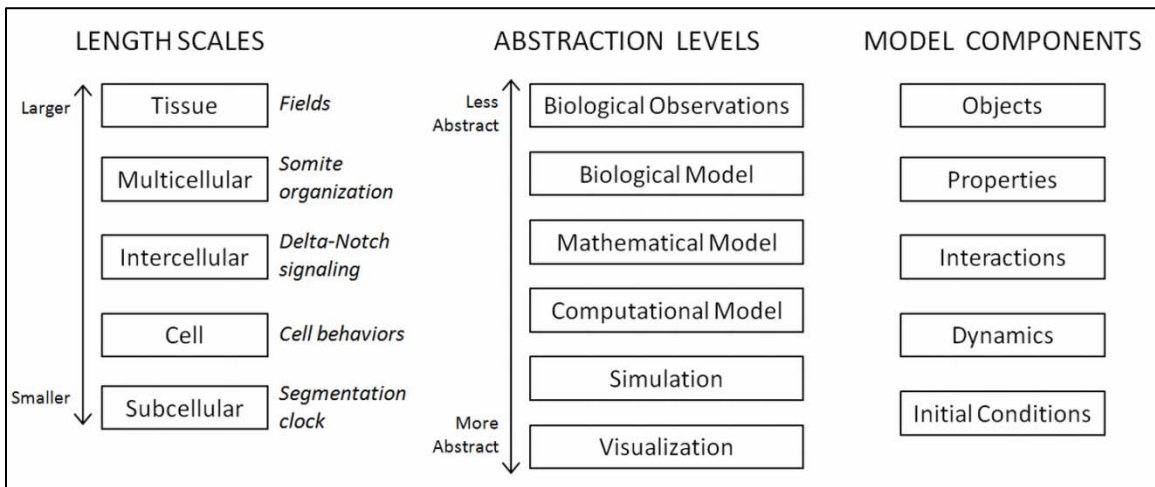 LENGTH SCALES
Larger
Tissue
Fields
Multicellular
Somite
organization
Intercellular
Delta-Notch
signaling
Cell
Cell behaviors
Smaller
Subcellular
Segmentation
clock
ABSTRACTION LEVELS
Less
Abstract
Biological Observations
Biological Model
Mathematical Model
Computational Model
Simulation
More
Abstract
Visualization
MODEL COMPONENTS
Objects
Properties
Interactions
Dynamics
Initial Conditions